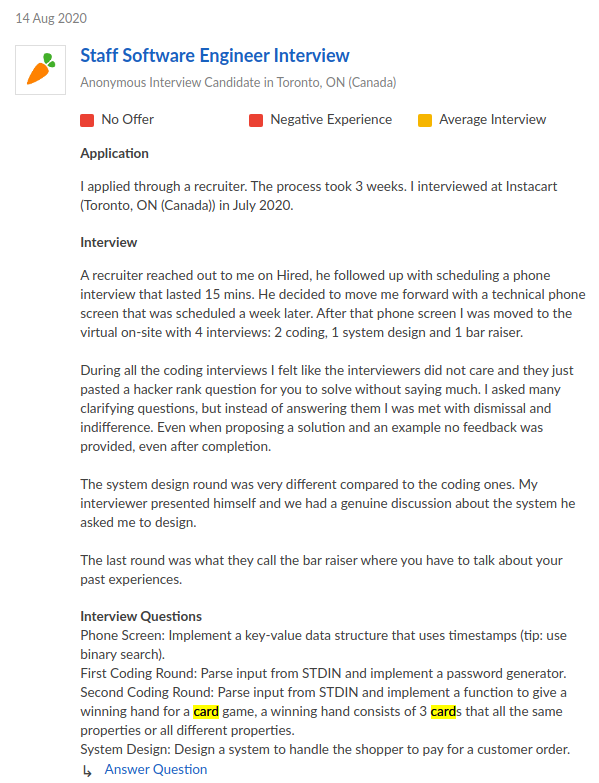 14 Aug 2020
Staff Software Engineer Interview
Anonymous Interview Candidate in Toronto, ON (Canada)
No Offer
Negative Experience
Average Interview
Application
I applied through a recruiter. The process took 3 weeks. I interviewed at Instacart
(Toronto, ON (Canada)) in July 2020.
Interview
A recruiter reached out to me on Hired, he followed up with scheduling a phone
interview that lasted 15 mins. He decided to move me forward with a technical phone
screen that was scheduled a week later. After that phone screen I was moved to the
virtual on-site with 4 interviews: 2 coding, 1 system design and 1 bar raiser.
During all the coding interviews I felt like the interviewers did not care and they just
pasted a hacker rank question for you to solve without saying much. I asked many
clarifying questions, but instead of answering them I was met with dismissal and
indifference. Even when proposing a solution and an example no feedback was
provided, even after completion.
The system design round was very different compared to the coding ones. My
interviewer presented himself and we had a genuine discussion about the system he
asked me to design.
The last round was what they call the bar raiser where you have to talk about your
past experiences.
Interview Questions
Phone Screen: Implement a key-value data structure that uses timestamps (tip: use
binary search).
First Coding Round: Parse input from STDIN and implement a password generator.
Second Coding Round: Parse input from STDIN and implement a function to give a
winning hand for a card game, a winning hand consists of 3 cards that all the same
properties or all different properties.
System Design: Design a system to handle the shopper to pay for a customer order.
Answer Question